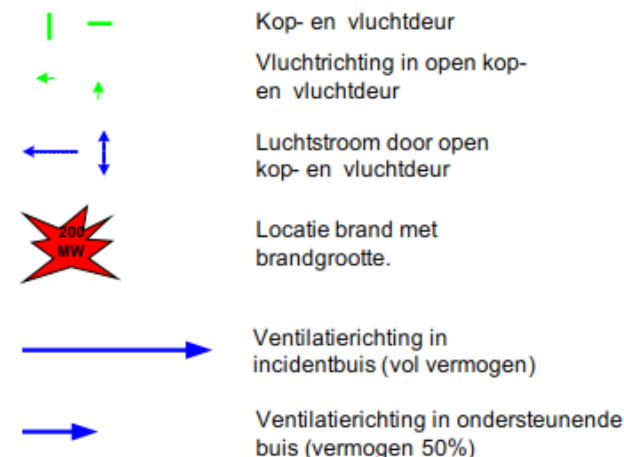 Kop- en vluchtdeur
Vluchtrichting in open kop-
en vluchtdeur
Luchtstroom door open
kop- en vluchtdeur
200
MW
Locatie brand met
brandgrootte.
Ventilatierichting in
incidentbuis (vol vermogen)
Ventilatierichting in ondersteunende
buis (vermogen 50%)